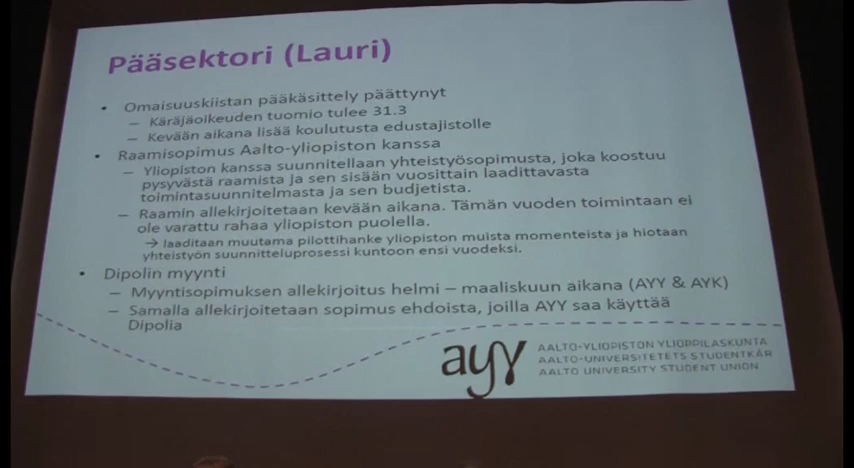 Pääsektori (Lauri)
• Omaisuuskiistan pääkäsittely päättynyt
– Käräjäoikeuden tuomio tulee 31.3
– Kevään aikana lisää koulutusta edustajistolle
• Raamisopimus Aalto-yliopiston kanssa
– Yliopiston kanssa suunnitellaan yhteistyösopimusta, joka koostuu
pysyvästä raamista ja sen sisään vuosittain laadittavasta
toimintasuunnitelmasta ja sen budjetista.
– Raamin allekirjoitetaan kevään aikana. Tämän vuoden toimintaan ei
ole varattu rahaa yliopiston puolella.
→ laaditaan muutama pilottihanke yliopiston muista momenteista ja hiotaan
yhteistyön suunnitteluprosessi kuntoon ensi vuodeksi.
• Dipolin myynti
– Myyntisopimuksen allekirjoitus helmi – maaliskuun aikana (AYY & AYK)
– Samalla allekirjoitetaan sopimus ehdoista, joilla AYY saa käyttää
Dipolia
ayy
AALTO-YLIOPISTON YLIOPPILASKUNTA
AALTO-UNIVERSITETETS STUDENTKÅR
AALTO UNIVERSITY STUDENT UNION